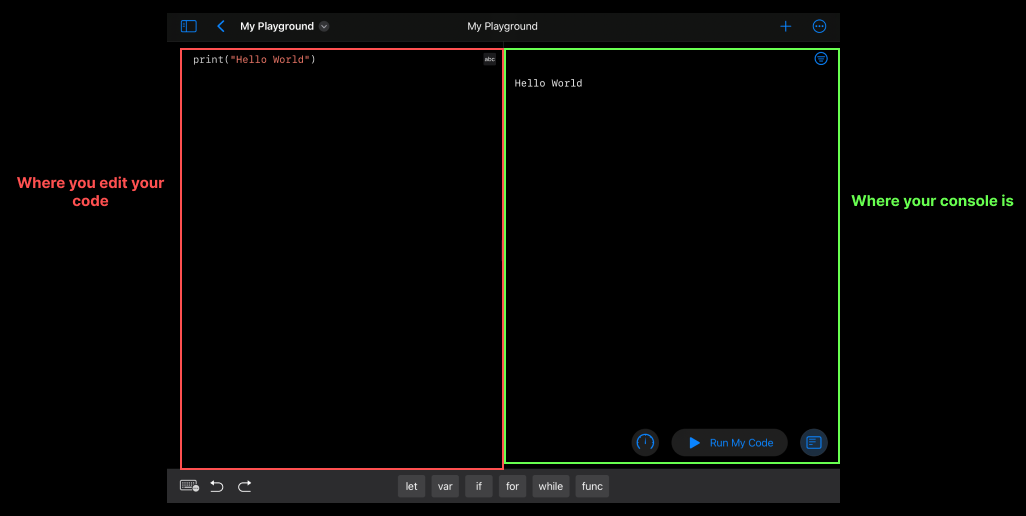 My Playground
My Playground
print("Hello World")
abc
Hello World
Where you edit your
code
Where your console is
Run My Code
let
var
if
for
while
func